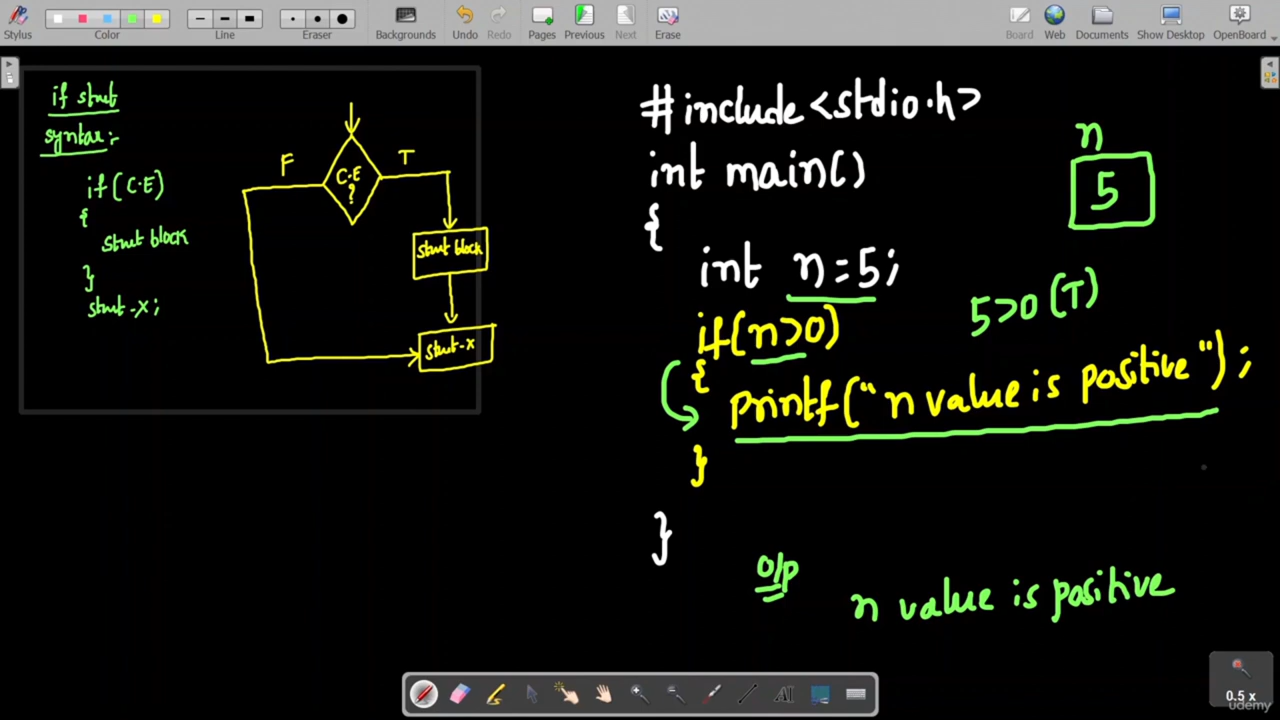 Stylus
Color
Line
Eraser
Backgrounds
Undo
Redo
Pages
Previous
Next
Erase
Board
Web
Documents
Show Desktop
OpenBoard
if stmt
syntax:-
if(C.E)
{
stmt block
}
stmt-x;
F
C.E
?
T
stmt block
stmt-x
#include<stdio.h>
int main()
{
int n=5;
if(n>0)
{
printf("n value is positive");
}
}
n
5
5>0(T)
o/p
n value is positive
AI
0.5 x
udemy